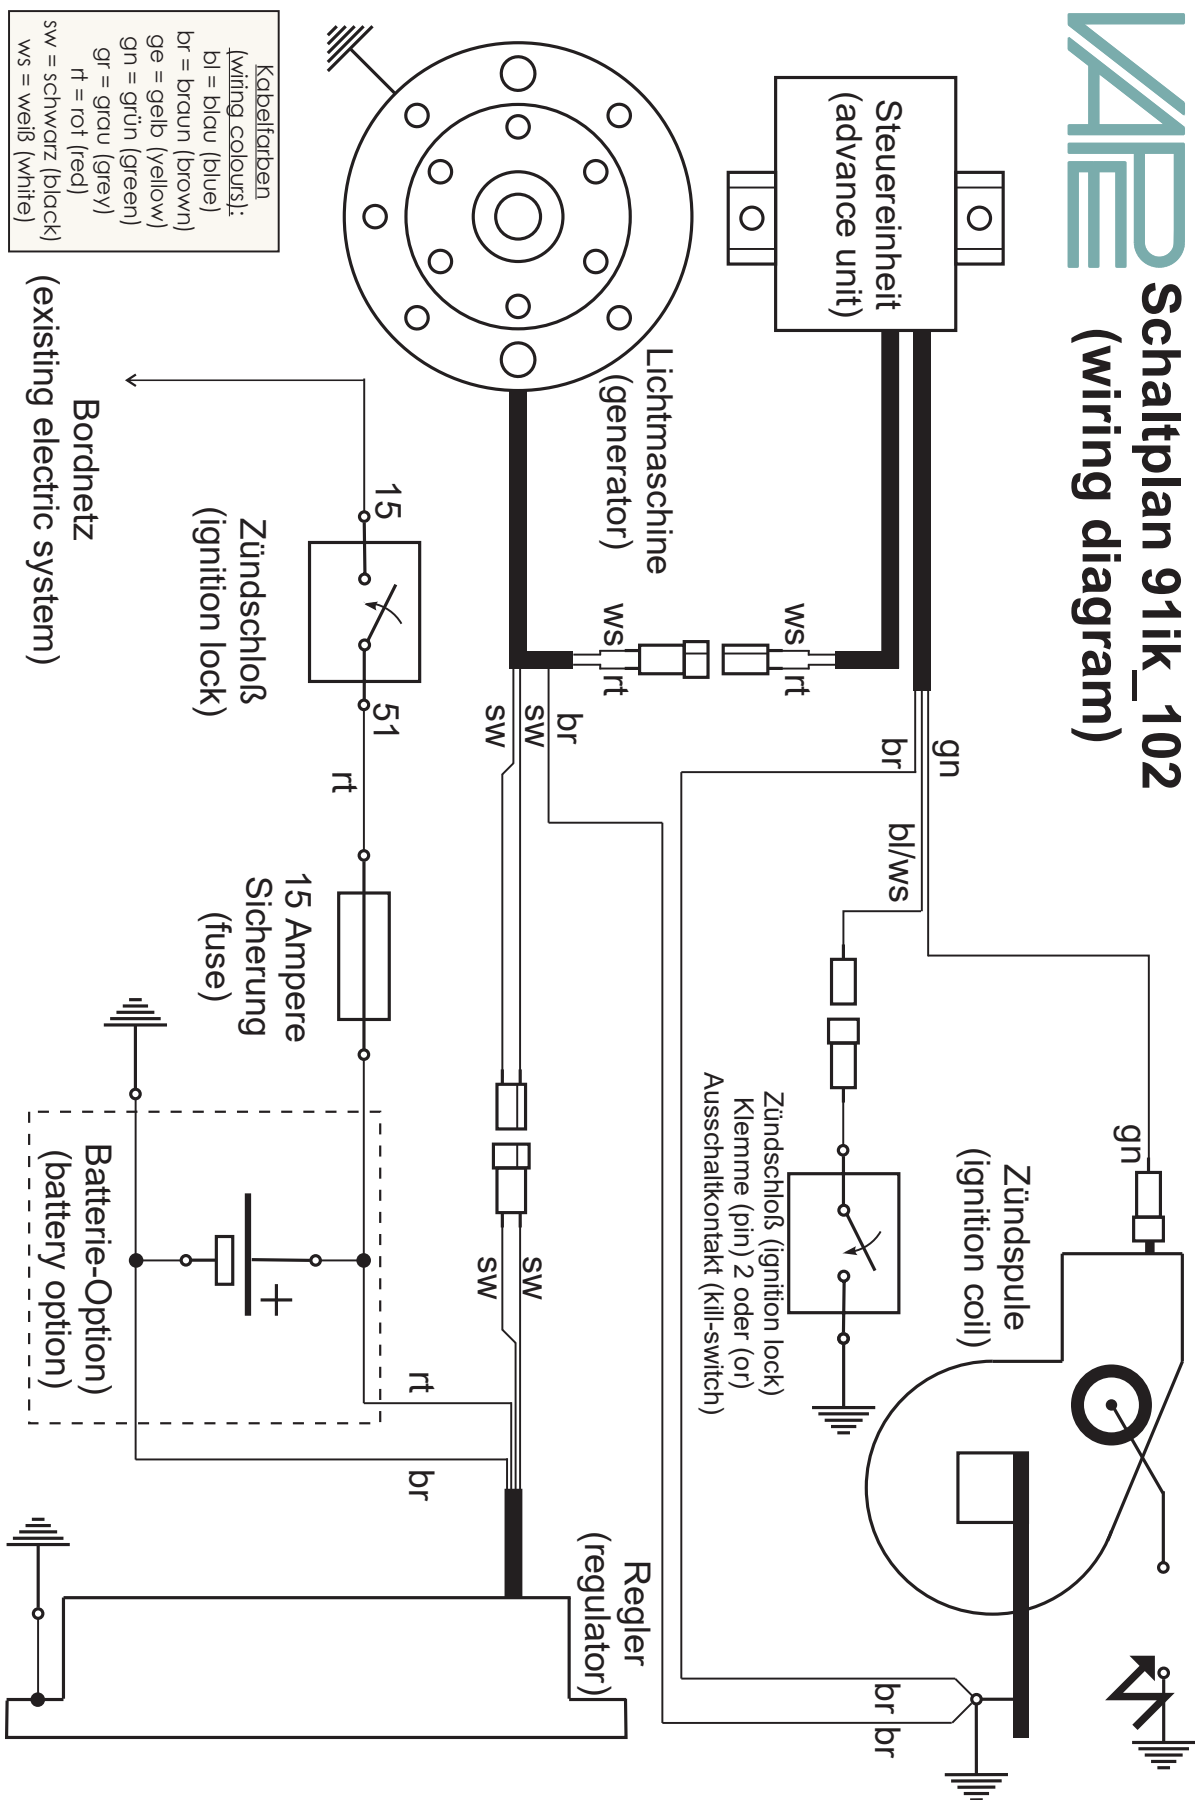 VAPE
Schaltplan 91ik_102
(wiring diagram)
Steuereinheit
(advance unit)
Lichtmaschine
(generator)
Kabelfarben
(wiring colours):
bl = blau (blue)
br = braun (brown)
ge = gelb (yellow)
gn = grün (green)
gr = grau (grey)
rt = rot (red)
sw = schwarz (black)
ws = weiß (white)
gn
br
bl/ws
ws
rt
ws
rt
br
sw
sw
gn
Zündspule
(ignition coil)
Zündschloß (ignition lock)
Klemme (pin) 2 oder (or)
Ausschaltkontakt (kill-switch)
15
51
Zündschloß
(ignition lock)
Bordnetz
(existing electric system)
rt
15 Ampere
Sicherung
(fuse)
sw
sw
Batterie-Option)
(battery option)
+
rt
br
Regler
(regulator)
br
br